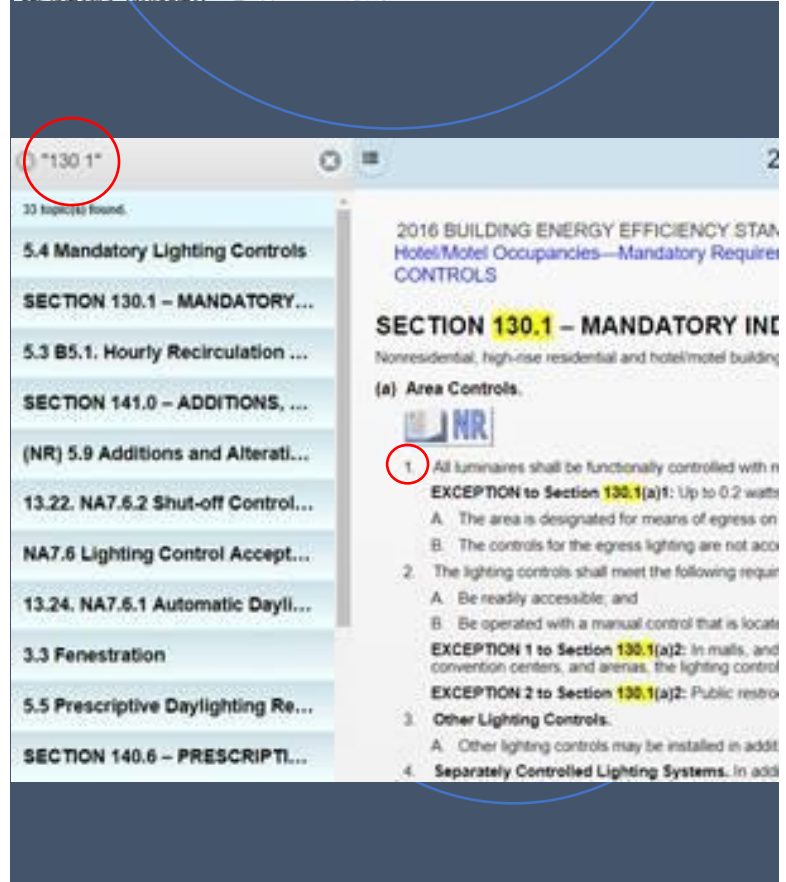 "130 1"
2
33 topic(s) found.
5.4 Mandatory Lighting Controls
SECTION 130.1 – MANDATORY...
5.3 B5.1. Hourly Recirculation ...
SECTION 141.0 – ADDITIONS, ...
(NR) 5.9 Additions and Alterati...
13.22. NA7.6.2 Shut-off Control...
NA7.6 Lighting Control Accept...
13.24. NA7.6.1 Automatic Dayli...
3.3 Fenestration
5.5 Prescriptive Daylighting Re...
SECTION 140.6 – PRESCRIPTI...
2016 BUILDING ENERGY EFFICIENCY STAN
Hotel/Motel Occupancies—Mandatory Requirer
CONTROLS
SECTION 130.1 – MANDATORY IND
Nonresidential, high-rise residential and hotel/motel building
(a) Area Controls.
NR
1. All luminaires shall be functionally controlled with
EXCEPTION to Section 130.1(a)1: Up to 0.2 watts
A. The area is designated for means of egress on
B. The controls for the egress lighting are not
2. The lighting controls shall meet the following
A. Be readily accessible; and
B. Be operated with a manual control that is locate
EXCEPTION 1 to Section 130.1(a)2: In malls, and
convention centers, and arenas, the lighting control
EXCEPTION 2 to Section 130.1(a)2: Public
3. Other Lighting Controls.
A. Other lighting controls may be installed in addit
4. Separately Controlled Lighting Systems. In addi